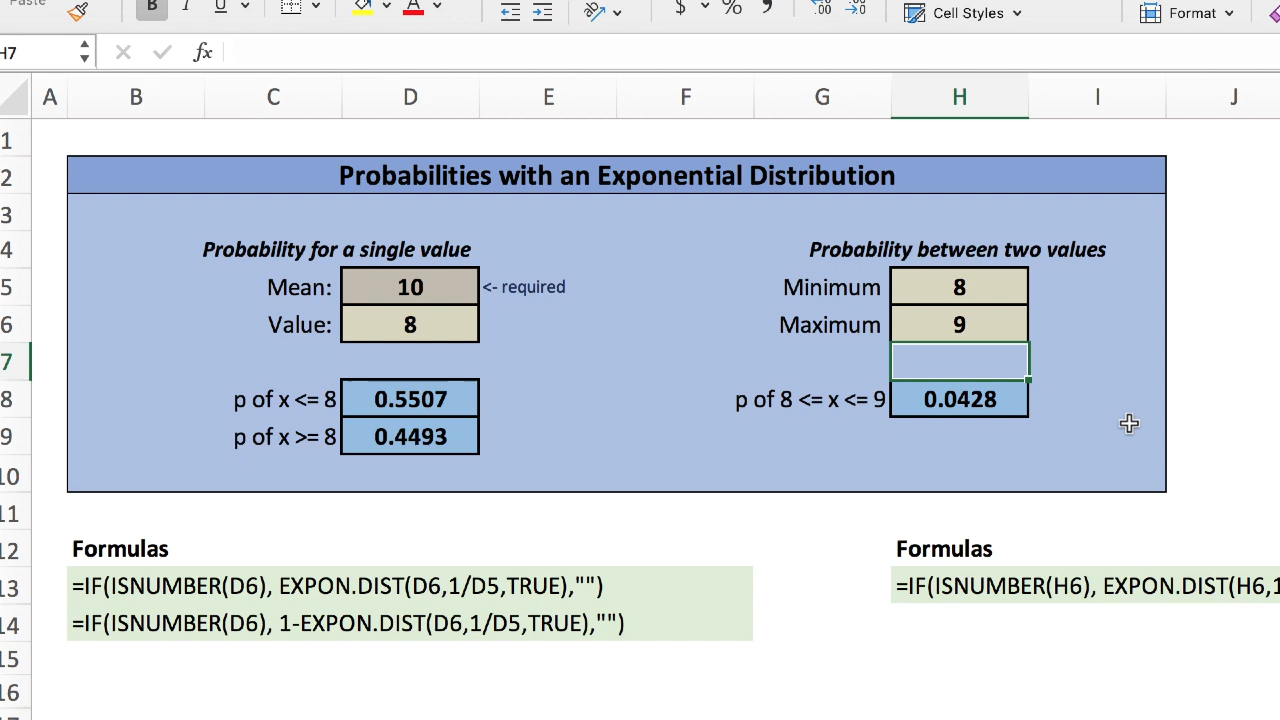 Paste
B I U
$ % 9 .00 .00
Cell Styles
Format
H7
fx
A B C D E F G H I J
1
2 Probabilities with an Exponential Distribution
3
4 Probability for a single value Probability between two values
5 Mean: 10 <- required Minimum 8
6 Value: 8 Maximum 9
7
8 p of x <= 8 0.5507 p of 8 <= x <= 9 0.0428
9 p of x >= 8 0.4493
10
11
12 Formulas Formulas
13 =IF(ISNUMBER(D6), EXPON.DIST(D6,1/D5,TRUE),"") =IF(ISNUMBER(H6), EXPON.DIST(H6,1
14 =IF(ISNUMBER(D6), 1-EXPON.DIST(D6,1/D5,TRUE),"")
15
16